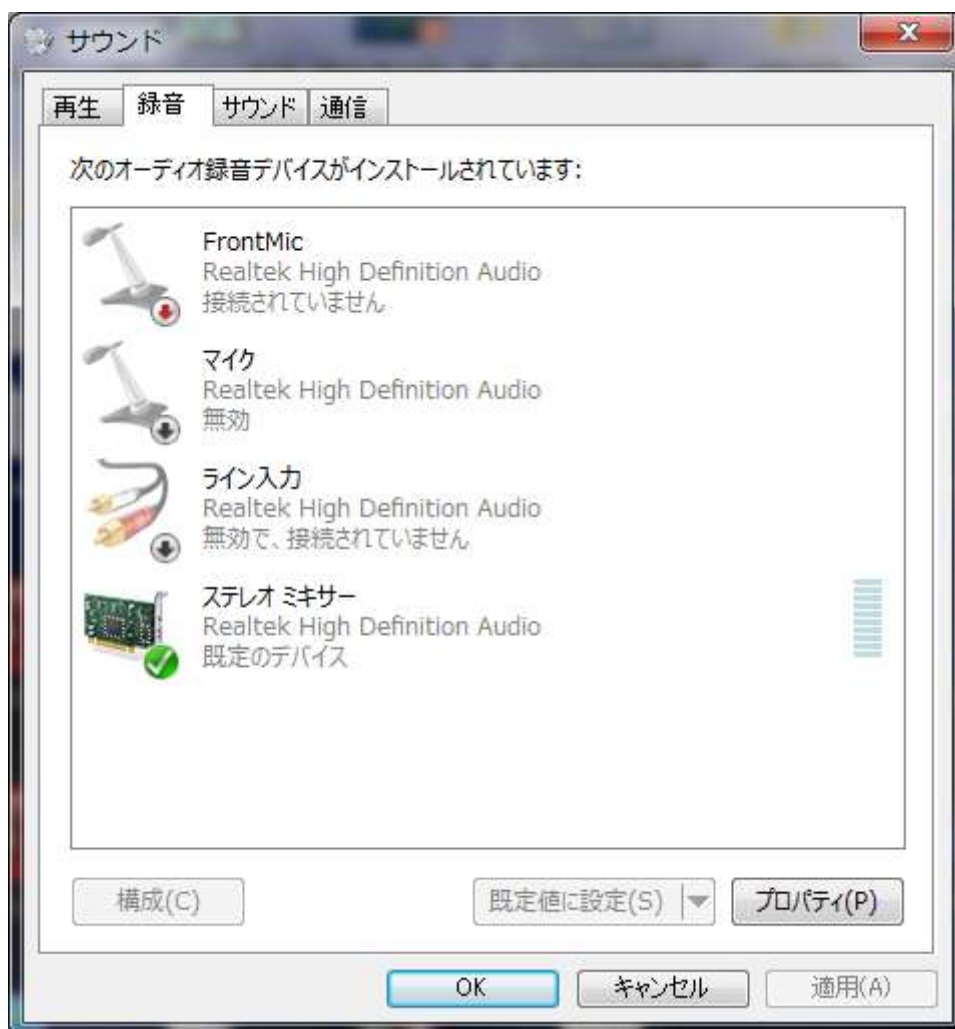 サウンド
再生 録音 サウンド 通信
次のオーディオ録音デバイスがインストールされています:
FrontMic
Realtek High Definition Audio
接続されていません
マイク
Realtek High Definition Audio
無効
ライン入力
Realtek High Definition Audio
無効で、接続されていません
ステレオ ミキサー
Realtek High Definition Audio
既定のデバイス
構成(C) 既定値に設定(S) プロパティ(P)
OK キャンセル 適用(A)